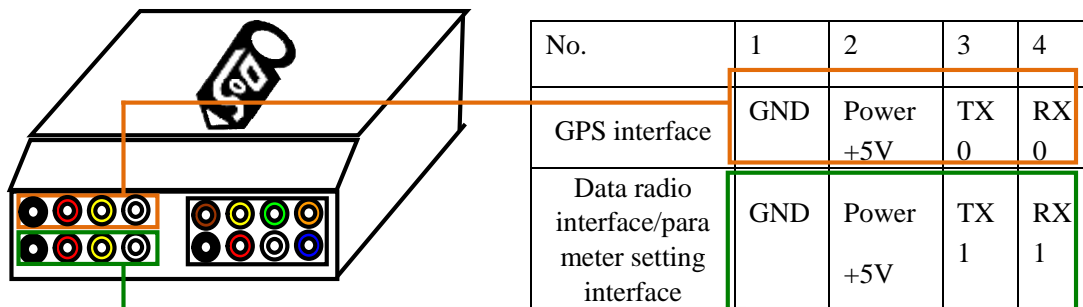 No. 1 2 3 4
GPS interface GND Power +5V TX 0 RX 0
Data radio interface/para meter setting interface GND Power +5V TX 1 RX 1